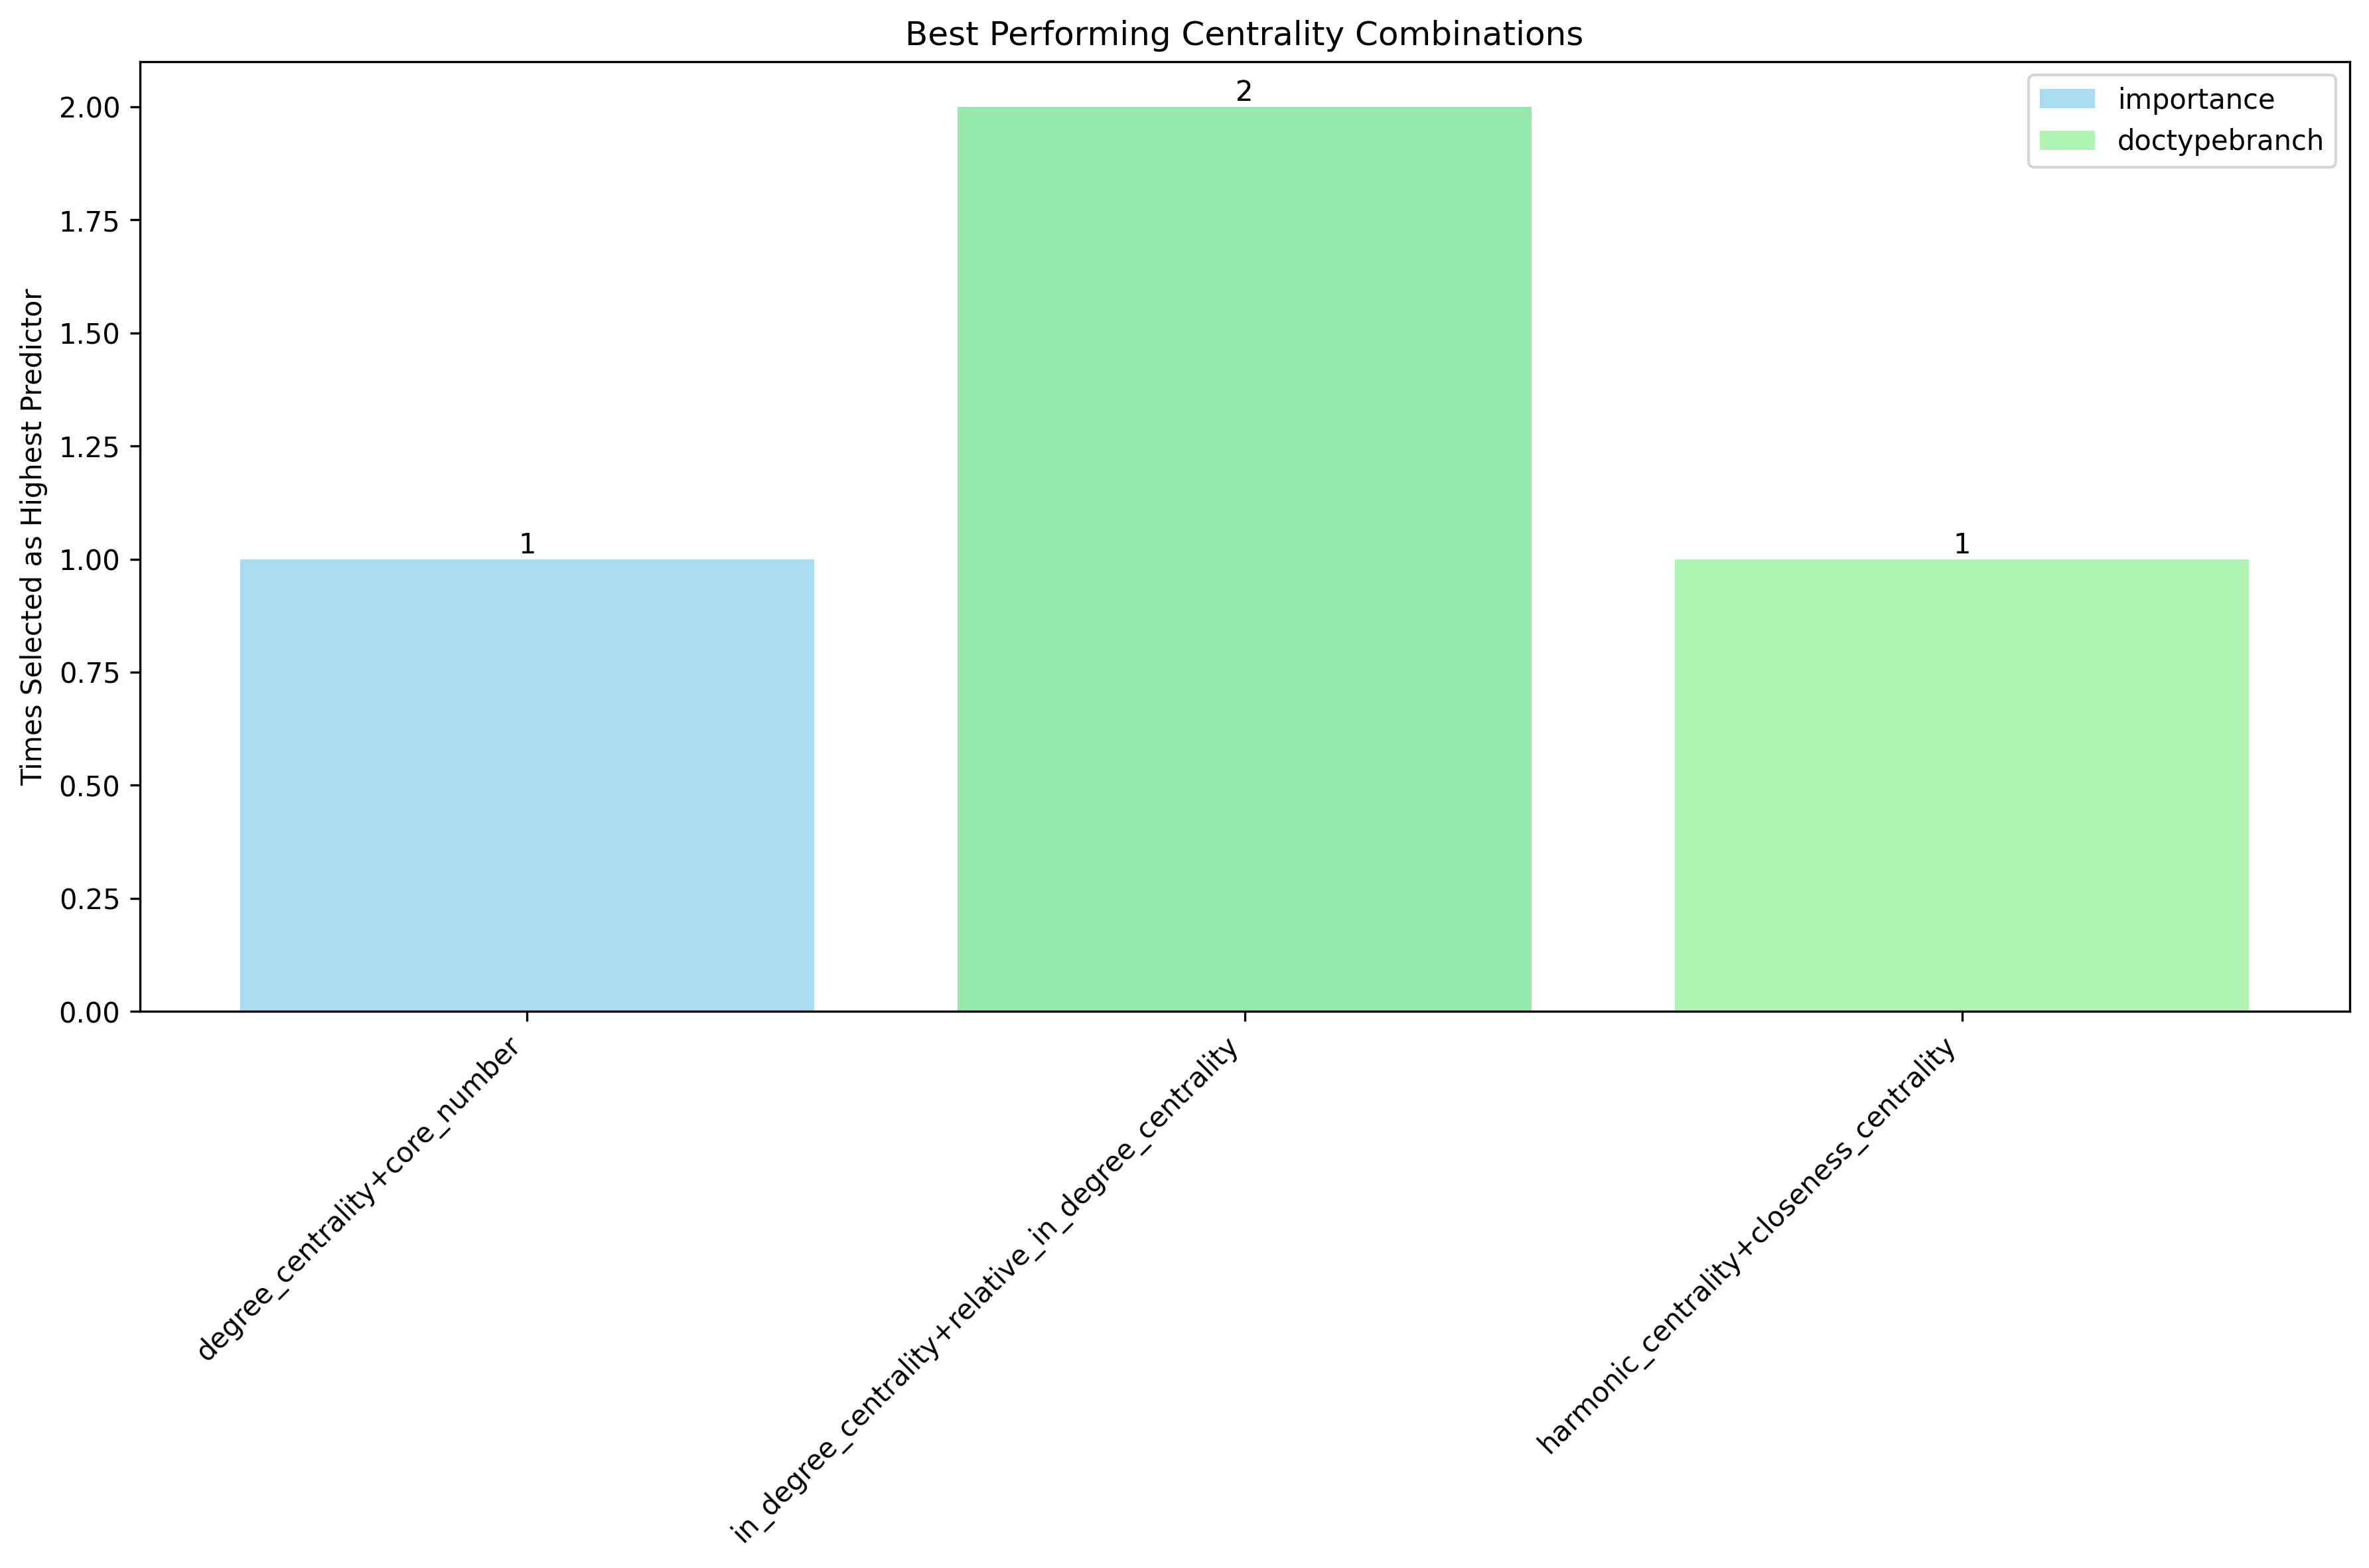 Best Performing Centrality Combinations
importance
doctypebranch
Times Selected as Highest Predictor
2.00
1.75
1.50
1.25
1.00
0.75
0.50
0.25
0.00
1
2
1
degree_centrality+core_number
in_degree_centrality+relative_in_degree_centrality
harmonic_centrality+closeness_centrality